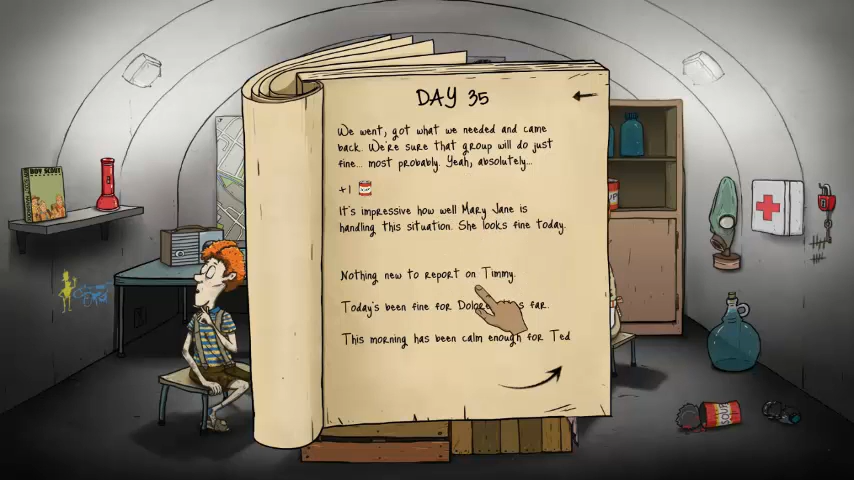 DAY 35
We went, got what we needed and came
back. We're sure that group will do just
fine... most probably. Yeah, absolutely...
+1
It's impressive how well Mary Jane is
handling this situation. She looks fine today.
Nothing new to report on Timmy.
Today's been fine for far.
This morning has been calm enough for Ted
BOY SCOUT
SOUP